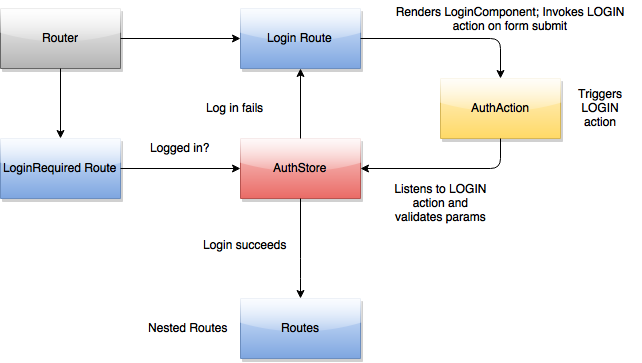 Renders LoginComponent; Invokes LOGIN
action on form submit
Router
Login Route
Triggers
LOGIN
action
AuthAction
Log in fails
Logged in?
LoginRequired Route
AuthStore
Listens to LOGIN
action and
validates params
Login succeeds
Nested Routes
Routes